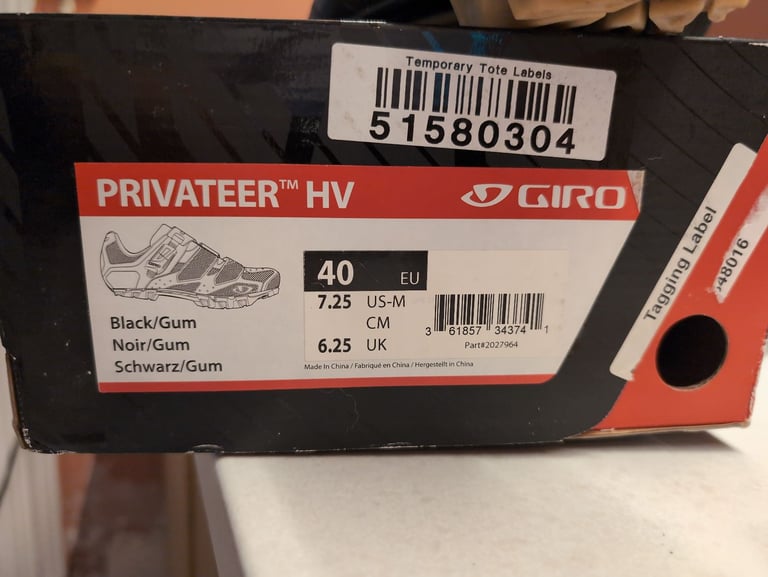 Temporary Tote Labels
51580304
PRIVATEER™ HV
GIRO
40 EU
7.25 US-M
CM
6.25 UK
Black/Gum
Noir/Gum
Schwarz/Gum
3 61857 34374 1
Part#2027964
Made In China / Fabriqué en China / Hergestellt in China
Tagging Label
48016